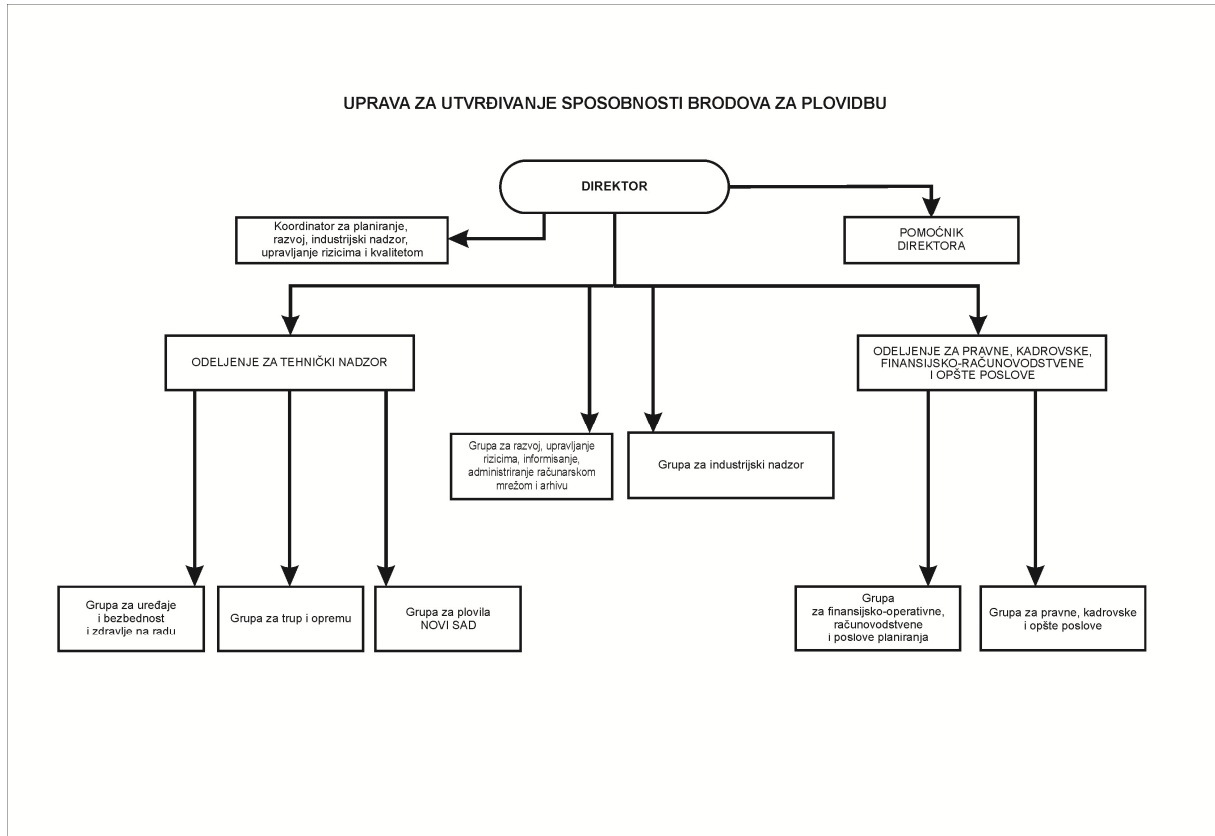 UPRAVA ZA UTVRĐIVANJE SPOSOBNOSTI BRODOVA ZA PLOVIDBU
DIREKTOR
Koordinator za planiranje,
razvoj, industrijski nadzor,
upravljanje rizicima i kvalitetom
POMOĆNIK
DIREKTORA
ODELJENJE ZA TEHNIČKI NADZOR
ODELJENJE ZA PRAVNE, KADROVSKE,
FINANSIJSKO-RAČUNOVODSTVENE
I OPŠTE POSLOVE
Grupa za razvoj, upravljanje
rizicima, informisanje,
administriranje računarskom
mrežom i arhivu
Grupa za industrijski nadzor
Grupa za uređaje
i bezbednost
i zdravlje na radu
Grupa za trup i opremu
Grupa za plovila
NOVI SAD
Grupa
za finansijsko-operativne,
računovodstvene
i poslove planiranja
Grupa za pravne, kadrovske
i opšte poslove